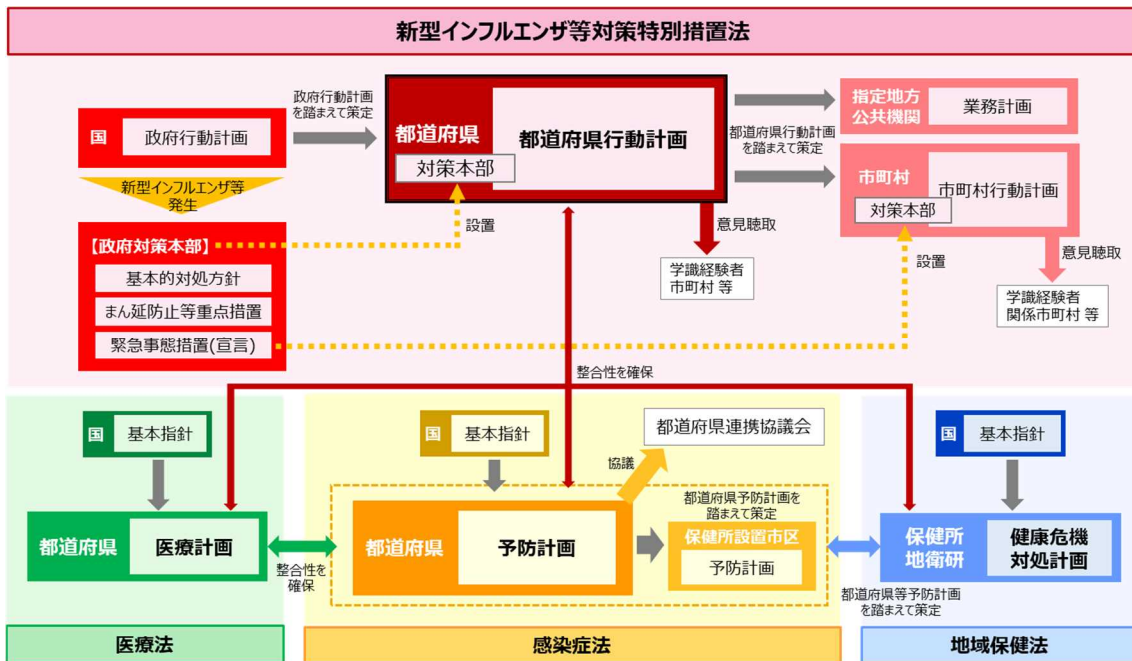 新型インフルエンザ等対策特別措置法
国
政府行動計画
政府行動計画
を踏まえて策定
都道府県
都道府県行動計画
対策本部
都道府県行動計画
を踏まえて策定
指定地方
公共機関
業務計画
市町村
市町村行動計画
対策本部
新型インフルエンザ等
発生
【政府対策本部】
基本的対処方針
まん延防止等重点措置
緊急事態措置(宣言)
設置
意見聴取
学識経験者
市町村 等
設置
意見聴取
学識経験者
関係市町村 等
整合性を確保
国
基本指針
都道府県
医療計画
整合性を
確保
医療法
国
基本指針
協議
都道府県連携協議会
都道府県
予防計画
都道府県予防計画を
踏まえて策定
保健所設置市区
予防計画
感染症法
国
基本指針
保健所
地衛研
健康危機
対処計画
都道府県等予防計画
を踏まえて策定
地域保健法